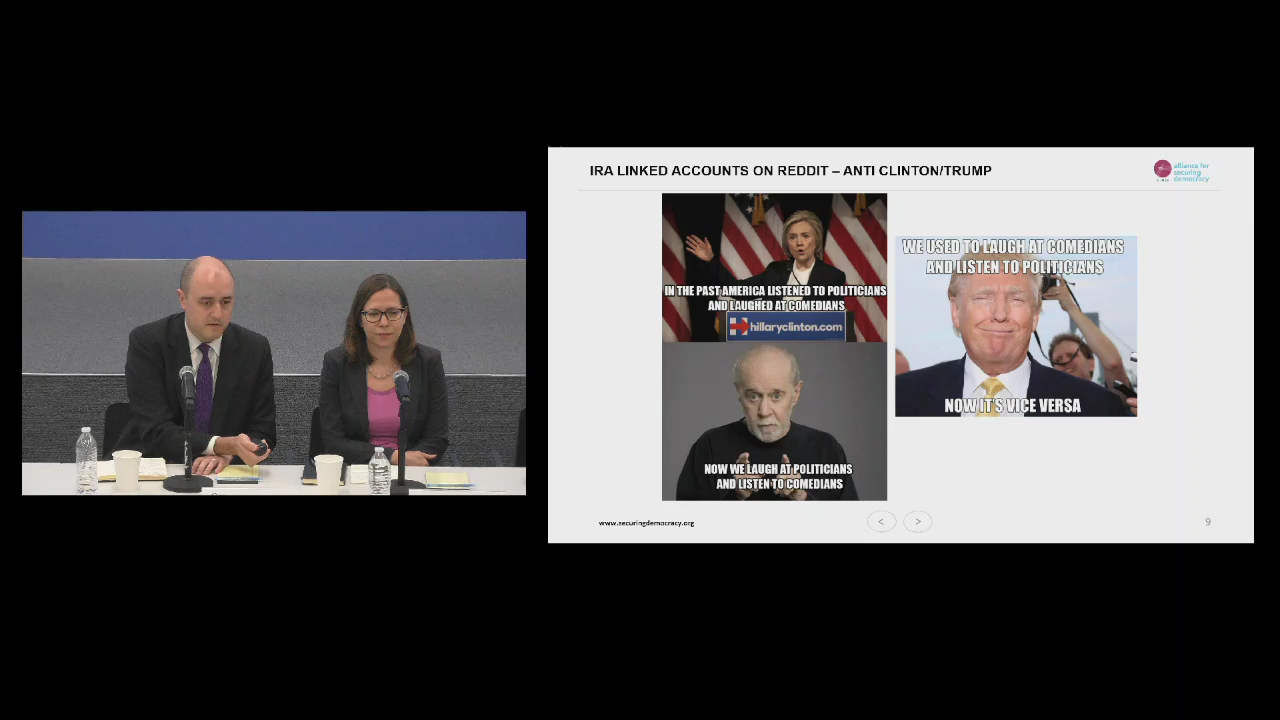 IRA LINKED ACCOUNTS ON REDDIT – ANTI CLINTON/TRUMP
alliance for
securing
democracy
IN THE PAST AMERICA LISTENED TO POLITICIANS
AND LAUGHED AT COMEDIANS
hillaryclinton.com
NOW WE LAUGH AT POLITICIANS
AND LISTEN TO COMEDIANS
WE USED TO LAUGH AT COMEDIANS
AND LISTEN TO POLITICIANS
NOW IT'S VICE VERSA
www.securingdemocracy.org
< >
9